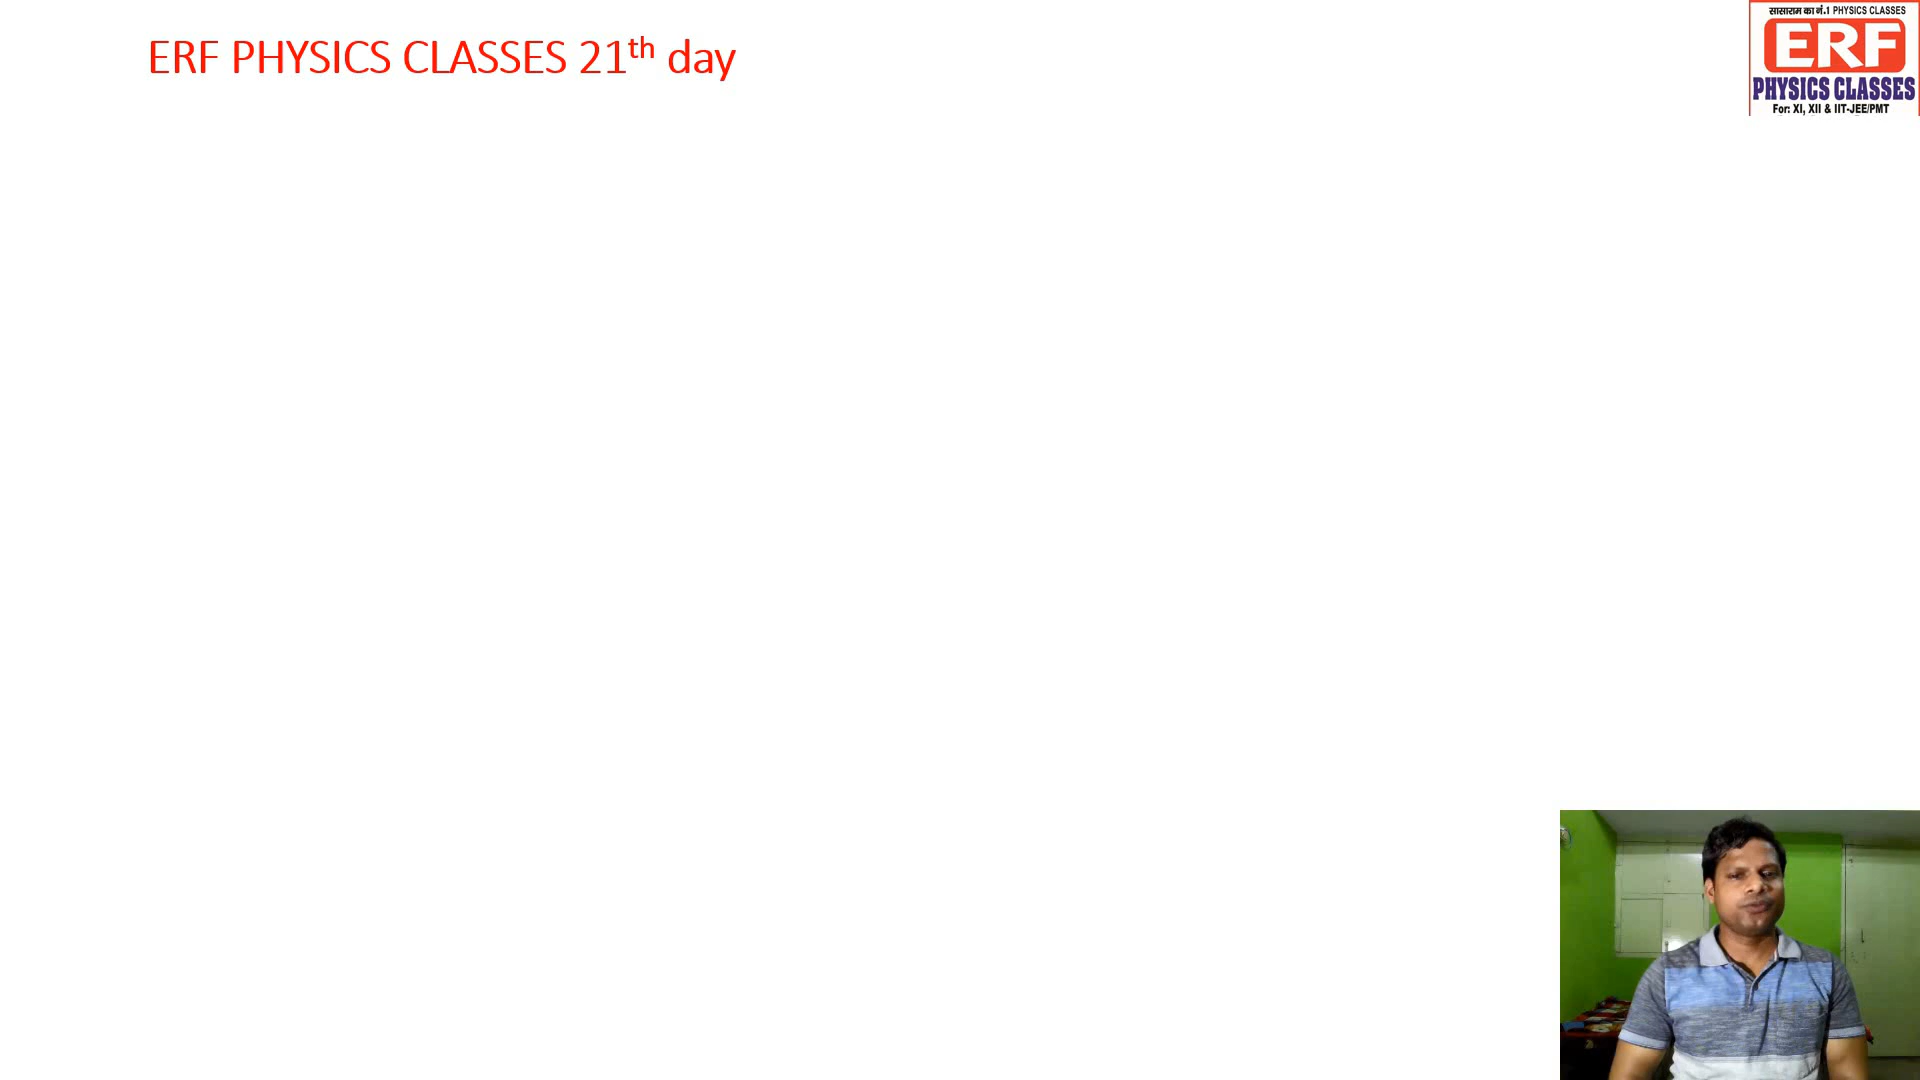 ERF PHYSICS CLASSES 21th day
सासाराम का नं.1 PHYSICS CLASSES
ERF
PHYSICS CLASSES
For: XI, XII & IIT-JEE/PMT